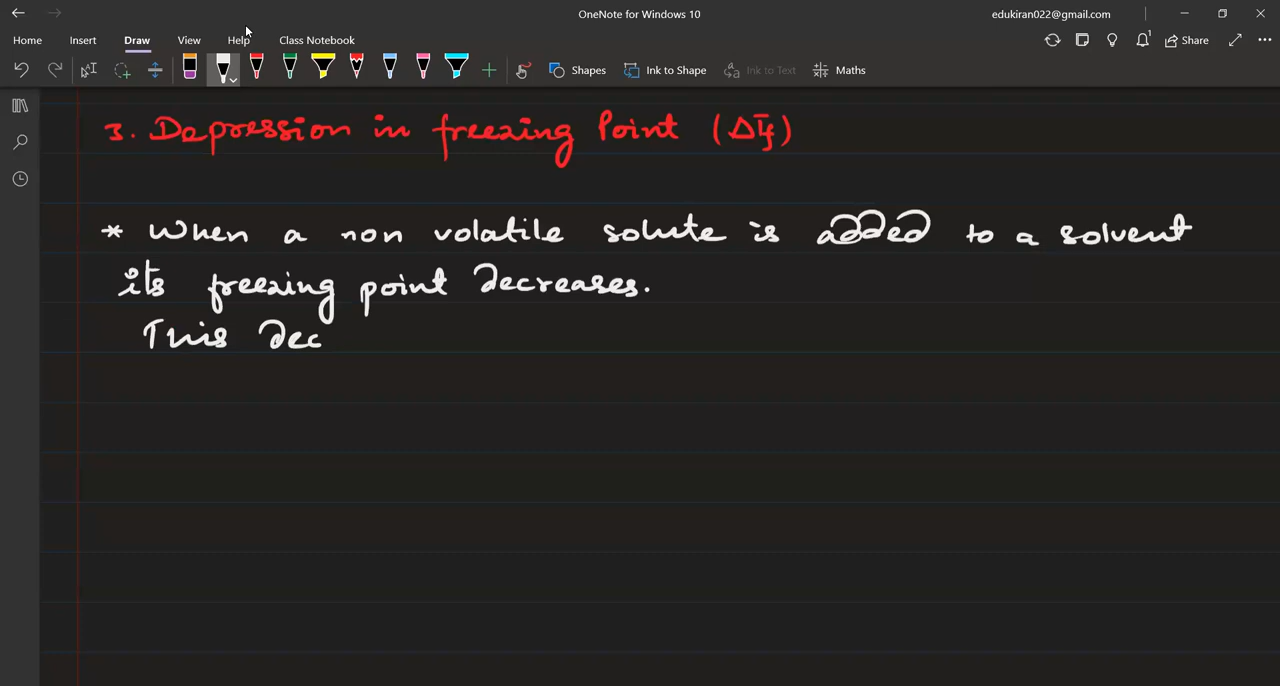 OneNote for Windows 10
edukiran022@gmail.com
Home Insert Draw View Help Class Notebook
Share
Shapes Ink to Shape Ink to Text Maths
3. Depression in freezing Point (ΔTf)
* When a non volatile solute is added to a solvent
its freezing point decreases.
This dec